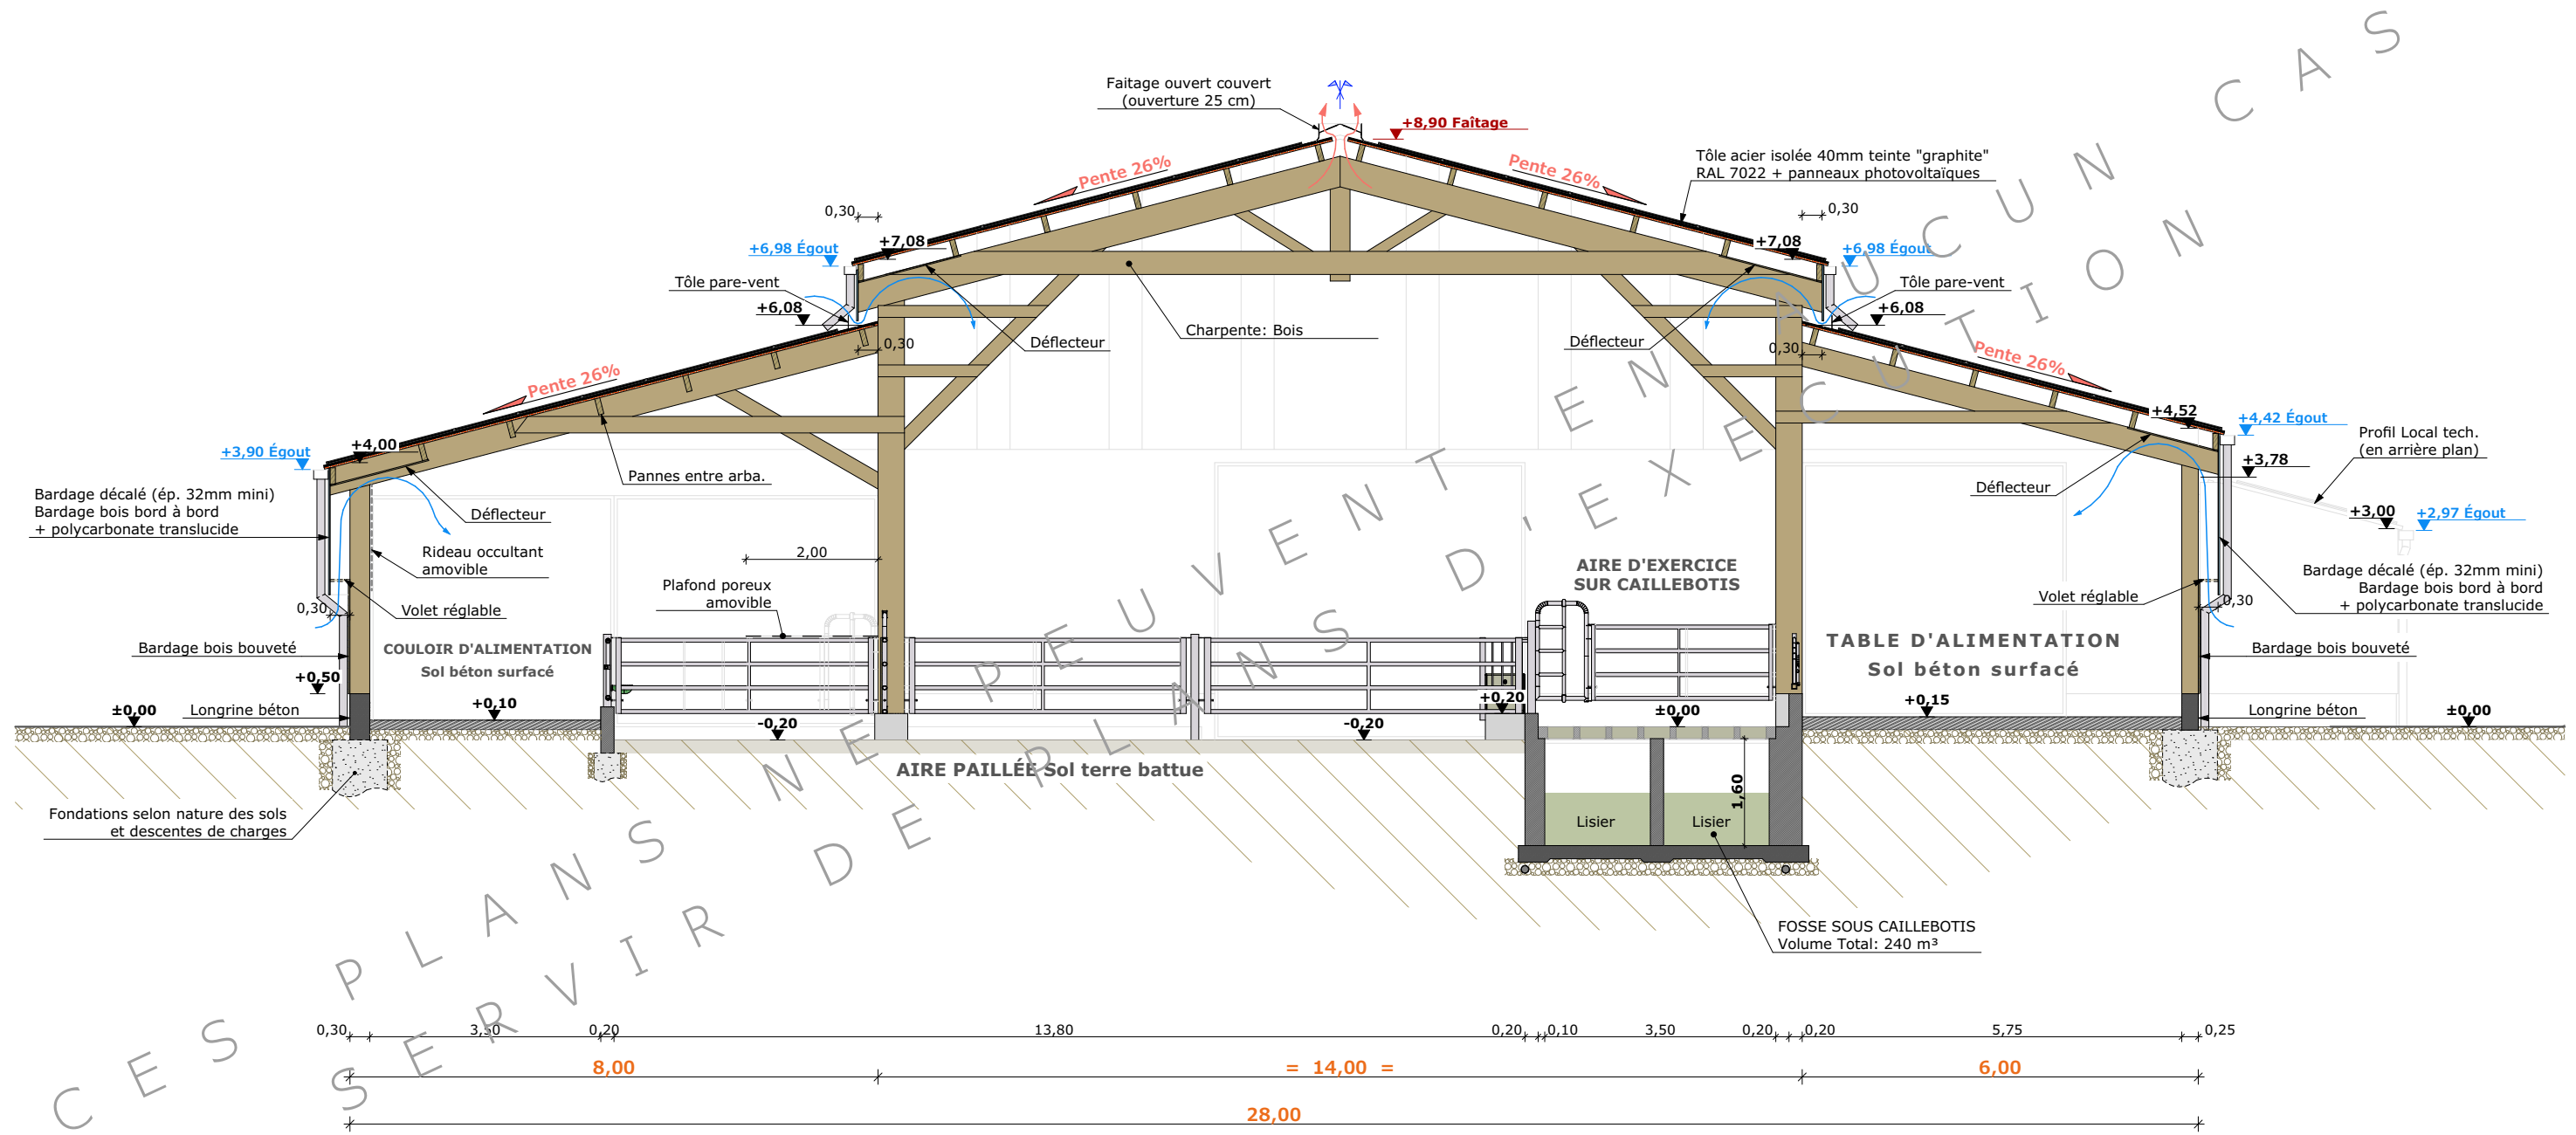 Faitage ouvert couvert
(ouverture 25 cm)
+8,90 Faîtage
Pente 26%
Pente 26%
Tôle acier isolée 40mm teinte "graphite"
RAL 7022 + panneaux photovoltaïques
0,30
0,30
+6,98 Égout
+7,08
+7,08
+6,98 Égout
Tôle pare-vent
Tôle pare-vent
+6,08
+6,08
Charpente: Bois
Déflecteur
Déflecteur
0,30
0,30
Pente 26%
Pente 26%
+3,90 Égout
+4,00
+4,52
+4,42 Égout
Profil Local tech.
(en arrière plan)
+3,78
Pannes entre arba.
Déflecteur
Bardage décalé (ép. 32mm mini)
Bardage bois bord à bord
+ polycarbonate translucide
Déflecteur
+3,00
+2,97 Égout
Rideau occultant
amovible
2,00
Plafond poreux
amovible
AIRE D'EXERCICE
SUR CAILLEBOTIS
Bardage décalé (ép. 32mm mini)
Bardage bois bord à bord
+ polycarbonate translucide
0,30
Volet réglable
Volet réglable
0,30
Bardage bois bouveté
COULOIR D'ALIMENTATION
Sol béton surfacé
TABLE D'ALIMENTATION
Sol béton surfacé
Bardage bois bouveté
+0,50
Longrine béton
±0,00
+0,10
-0,20
-0,20
+0,20
±0,00
+0,15
Longrine béton
±0,00
AIRE PAILLÉE Sol terre battue
1,60
Lisier
Lisier
Fondations selon nature des sols
et descentes de charges
FOSSE SOUS CAILLEBOTIS
Volume Total: 240 m³
0,30
3,50
0,20
13,80
0,20
0,10
3,50
0,20
0,20
5,75
0,25
8,00
= 14,00 =
6,00
28,00
CES PLANS NE PEUVENT EN AUCUN CAS
SERVIR DE PLANS D'EXECUTION